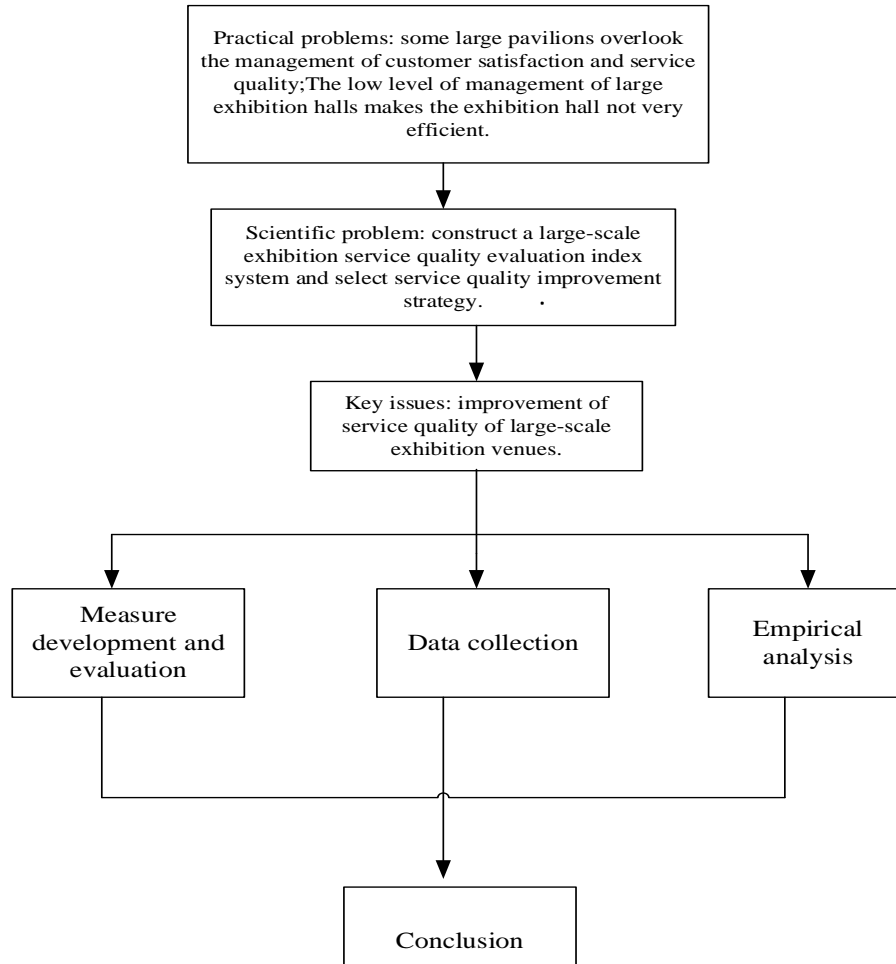 Practical problems: some large pavilions overlook
the management of customer satisfaction and service
quality;The low level of management of large
exhibition halls makes the exhibition hall not very
efficient.
Scientific problem: construct a large-scale
exhibition service quality evaluation index
system and select service quality improvement
strategy.
Key issues: improvement of
service quality of large-scale
exhibition venues.
Measure
development and
evaluation
Data collection
Empirical
analysis
Conclusion